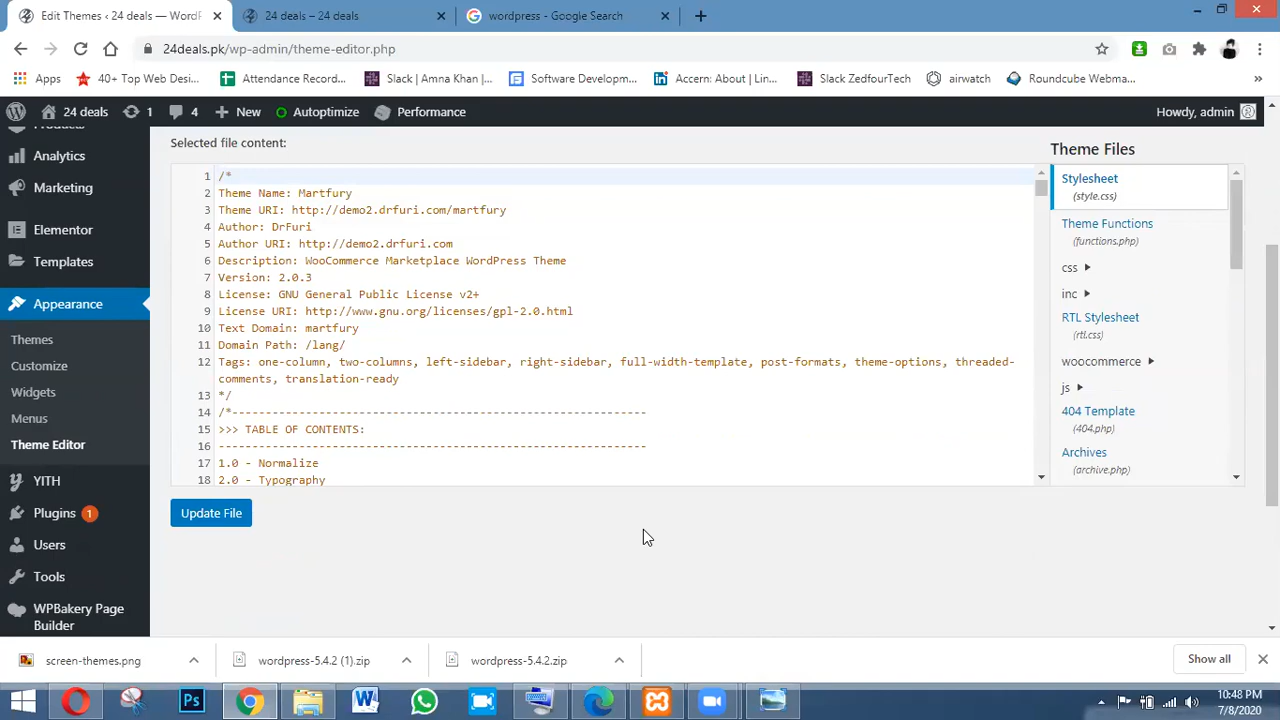 Edit Themes ‹ 24 deals — WordP
24 deals – 24 deals
wordpress - Google Search
24deals.pk/wp-admin/theme-editor.php
Apps
40+ Top Web Desi...
Attendance Record...
Slack | Amna Khan |...
Software Developm...
Accern: About | Lin...
Slack ZedfourTech
airwatch
Roundcube Webma...
»
24 deals
1
4
New
Autoptimize
Performance
Howdy, admin
Products
Analytics
Marketing
Elementor
Templates
Appearance
Themes
Customize
Widgets
Menus
Theme Editor
YITH
Plugins 1
Users
Tools
WPBakery Page
Builder
Selected file content:
1 /*
2 Theme Name: Martfury
3 Theme URI: http://demo2.drfuri.com/martfury
4 Author: DrFuri
5 Author URI: http://demo2.drfuri.com
6 Description: WooCommerce Marketplace WordPress Theme
7 Version: 2.0.3
8 License: GNU General Public License v2+
9 License URI: http://www.gnu.org/licenses/gpl-2.0.html
10 Text Domain: martfury
11 Domain Path: /lang/
12 Tags: one-column, two-columns, left-sidebar, right-sidebar, full-width-template, post-formats, theme-options, threaded-
comments, translation-ready
13 */
14 /*--------------------------------------------------------------
15 >>> TABLE OF CONTENTS:
16 ----------------------------------------------------------------
17 1.0 - Normalize
18 2.0 - Typography
Update File
Theme Files
Stylesheet
(style.css)
Theme Functions
(functions.php)
css
inc
RTL Stylesheet
(rtl.css)
woocommerce
js
404 Template
(404.php)
Archives
(archive.php)
screen-themes.png
wordpress-5.4.2 (1).zip
wordpress-5.4.2.zip
Show all
10:48 PM
7/8/2020